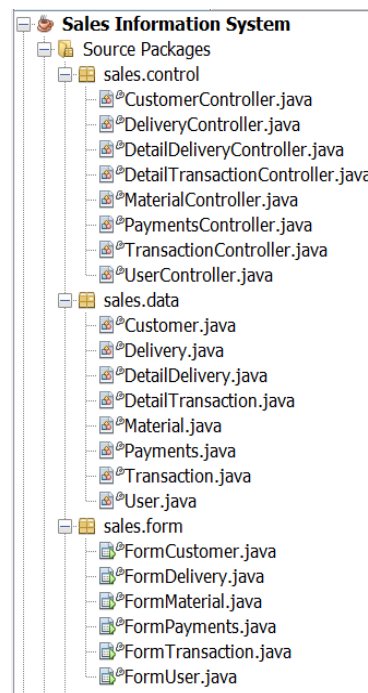 Sales Information System
Source Packages
sales.control
CustomerController.java
DeliveryController.java
DetailDeliveryController.java
DetailTransactionController.java
MaterialController.java
PaymentsController.java
TransactionController.java
UserController.java
sales.data
Customer.java
Delivery.java
DetailDelivery.java
DetailTransaction.java
Material.java
Payments.java
Transaction.java
User.java
sales.form
FormCustomer.java
FormDelivery.java
FormMaterial.java
FormPayments.java
FormTransaction.java
FormUser.java